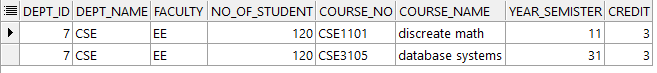 DEPT_ID DEPT_NAME FACULTY NO_OF_STUDENT COURSE_NO COURSE_NAME YEAR_SEMISTER CREDIT
7 CSE EE 120 CSE1101 discreate math 11 3
7 CSE EE 120 CSE3105 database systems 31 3